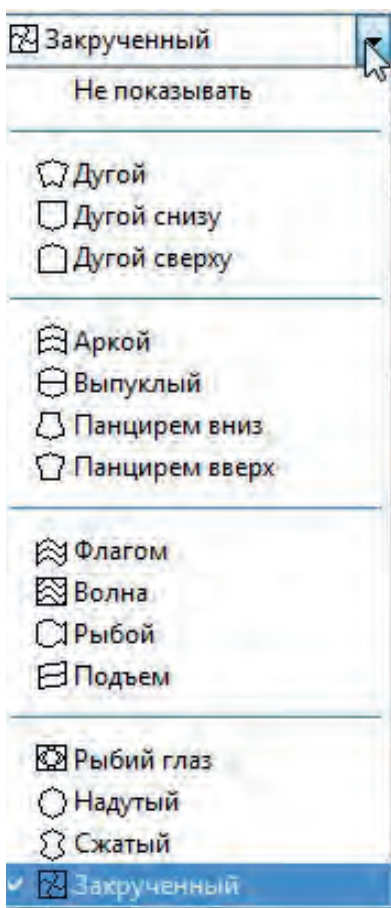 Закрученный
Не показывать
Дугой
Дугой снизу
Дугой сверху
Аркой
Выпуклый
Панцирем вниз
Панцирем вверх
Флагом
Волна
Рыбой
Подъем
Рыбий глаз
Надутый
Сжатый
Закрученный